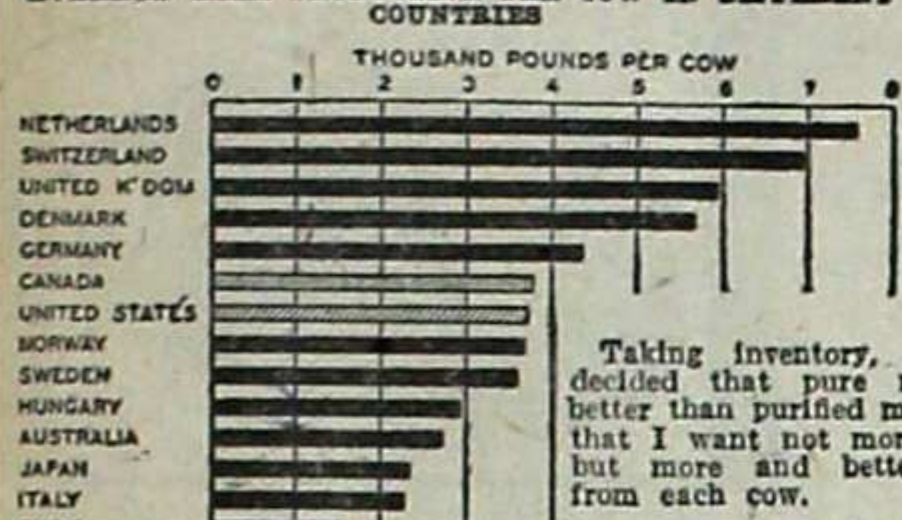 COUNTRIES
THOUSAND POUNDS PER COW
0 1 2 3 4 5 6 7 8
NETHERLANDS
SWITZERLAND
UNITED K'DOM
DENMARK
GERMANY
CANADA
UNITED STATES
NORWAY
SWEDEN
HUNGARY
AUSTRALIA
JAPAN
ITALY
Taking inventory,
decided that pure
better than purified
that I want not
but more and
from each cow.